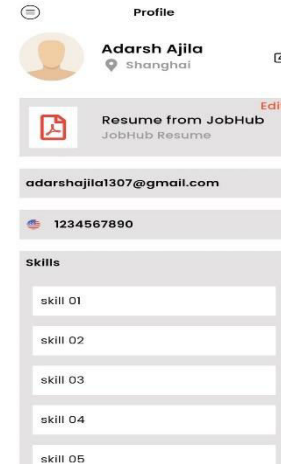 Profile
Adarsh Ajila
Shanghai
Edi
Resume from JobHub
JobHub Resume
adarshajila1307@gmail.com
1234567890
Skills
skill 01
skill 02
skill 03
skill 04
skill 05